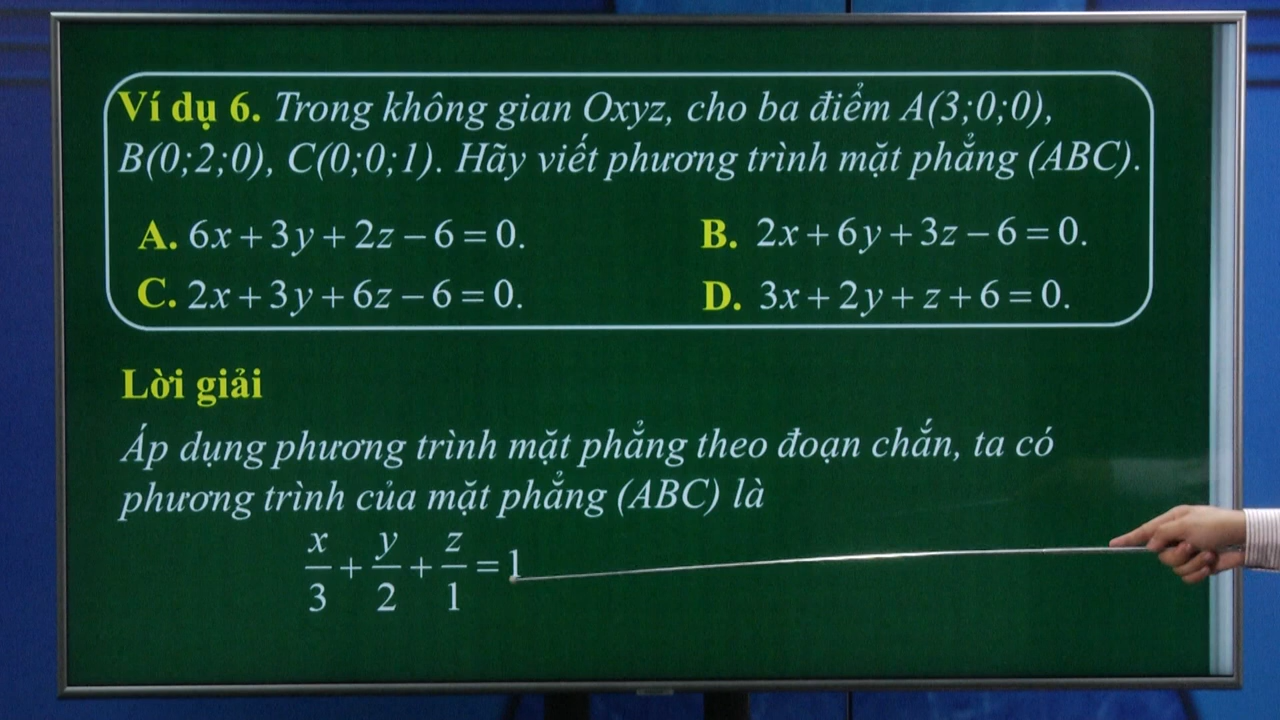 Ví dụ 6. Trong không gian Oxyz, cho ba điểm A(3;0;0),
B(0;2;0), C(0;0;1). Hãy viết phương trình mặt phẳng (ABC).
A. 6x + 3y + 2z − 6 = 0. B. 2x + 6y + 3z − 6 = 0.
C. 2x + 3y + 6z − 6 = 0. D. 3x + 2y + z + 6 = 0.
Lời giải
Áp dụng phương trình mặt phẳng theo đoạn chắn, ta có
phương trình của mặt phẳng (ABC) là
x/3 + y/2 + z/1 = 1